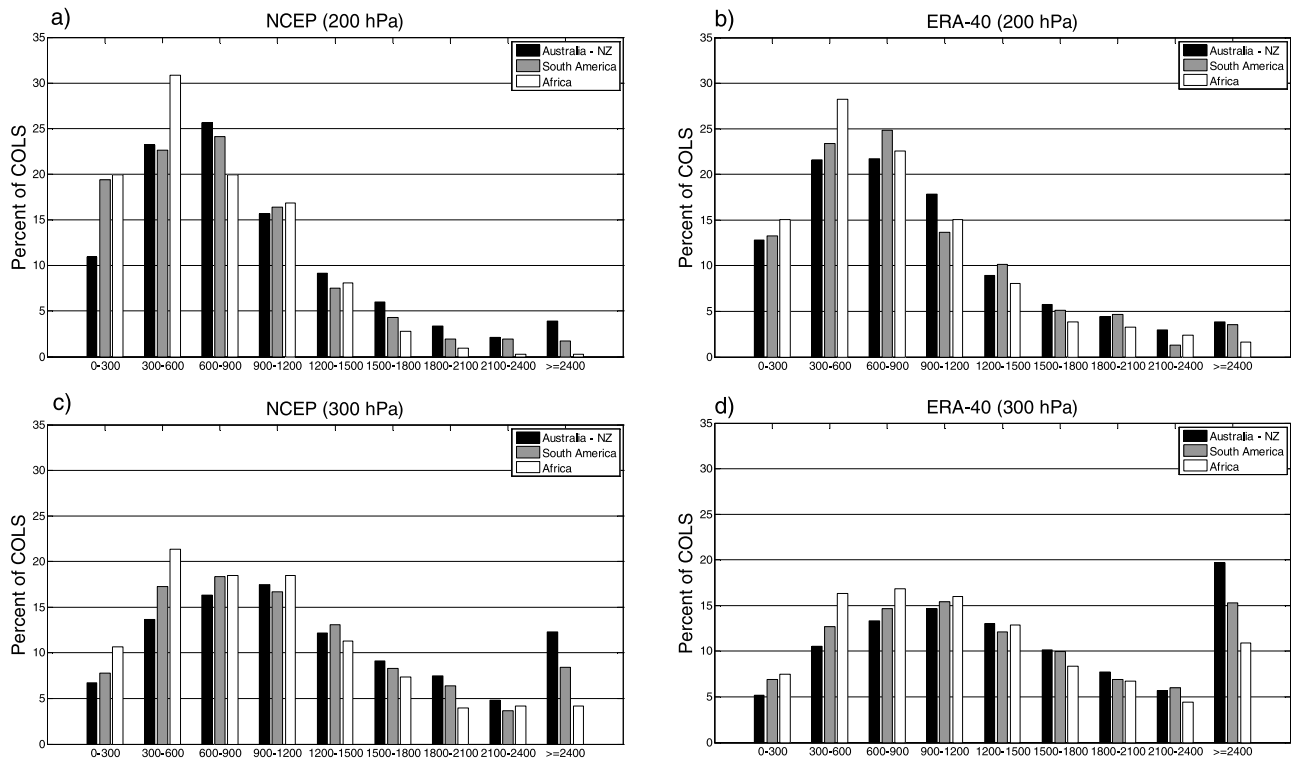 a) NCEP (200 hPa)
35
30
25
20
15
10
5
0
Percent of COLS
Australia - NZ
South America
Africa
0-300 300-600 600-900 900-1200 1200-1500 1500-1800 1800-2100 2100-2400 >=2400
b) ERA-40 (200 hPa)
35
30
25
20
15
10
5
0
Percent of COLS
Australia - NZ
South America
Africa
0-300 300-600 600-900 900-1200 1200-1500 1500-1800 1800-2100 2100-2400 >=2400
c) NCEP (300 hPa)
35
30
25
20
15
10
5
0
Percent of COLS
Australia - NZ
South America
Africa
0-300 300-600 600-900 900-1200 1200-1500 1500-1800 1800-2100 2100-2400 >=2400
d) ERA-40 (300 hPa)
35
30
25
20
15
10
5
0
Percent of COLS
Australia - NZ
South America
Africa
0-300 300-600 600-900 900-1200 1200-1500 1500-1800 1800-2100 2100-2400 >=2400